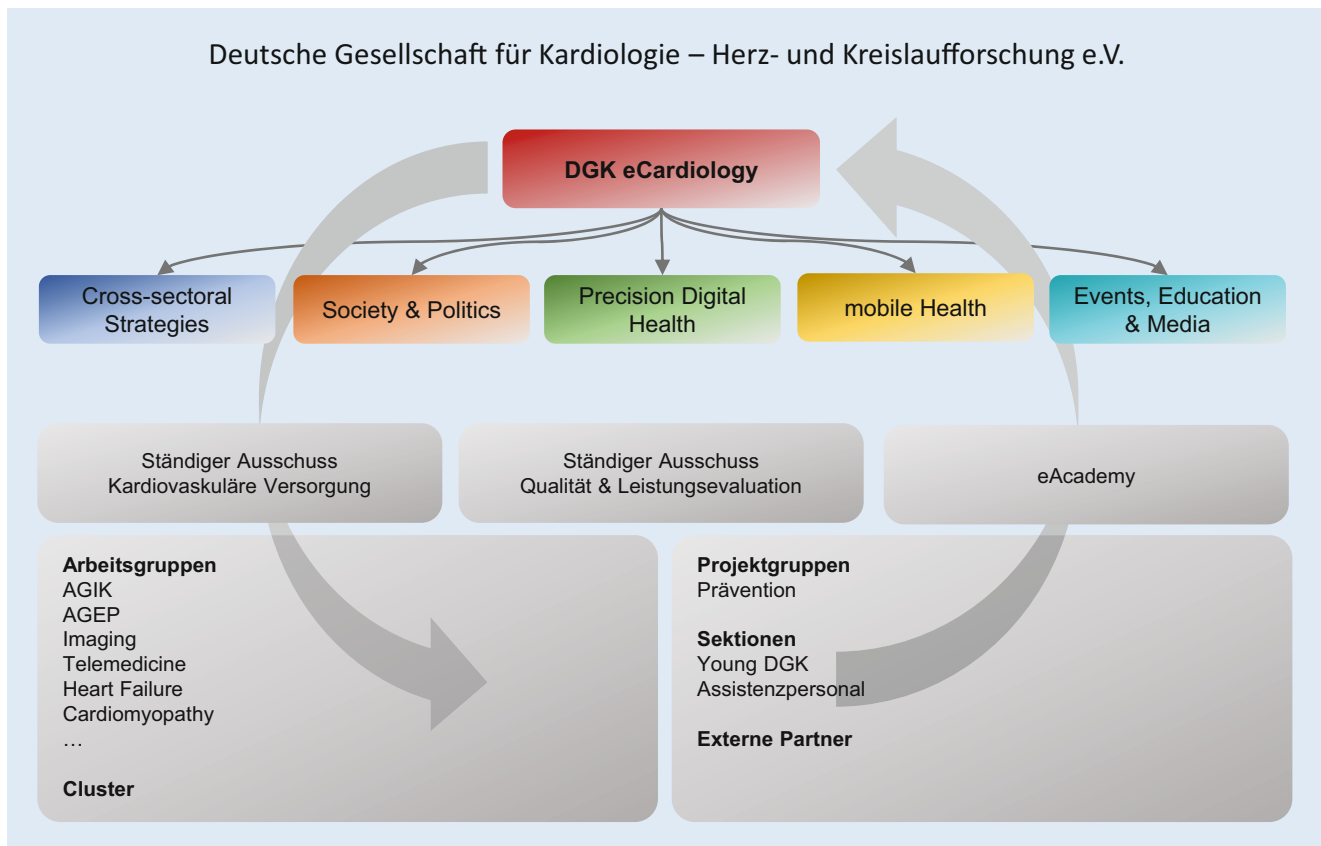 Deutsche Gesellschaft für Kardiologie – Herz- und Kreislaufforschung e.V.
DGK eCardiology
Cross-sectoral
Strategies
Society & Politics
Precision Digital
Health
mobile Health
Events, Education
& Media
Ständiger Ausschuss
Kardiovaskuläre Versorgung
Ständiger Ausschuss
Qualität & Leistungsevaluation
eAcademy
Arbeitsgruppen
AGIK
AGEP
Imaging
Telemedicine
Heart Failure
Cardiomyopathy
…
Cluster
Projektgruppen
Prävention
Sektionen
Young DGK
Assistenzpersonal
Externe Partner